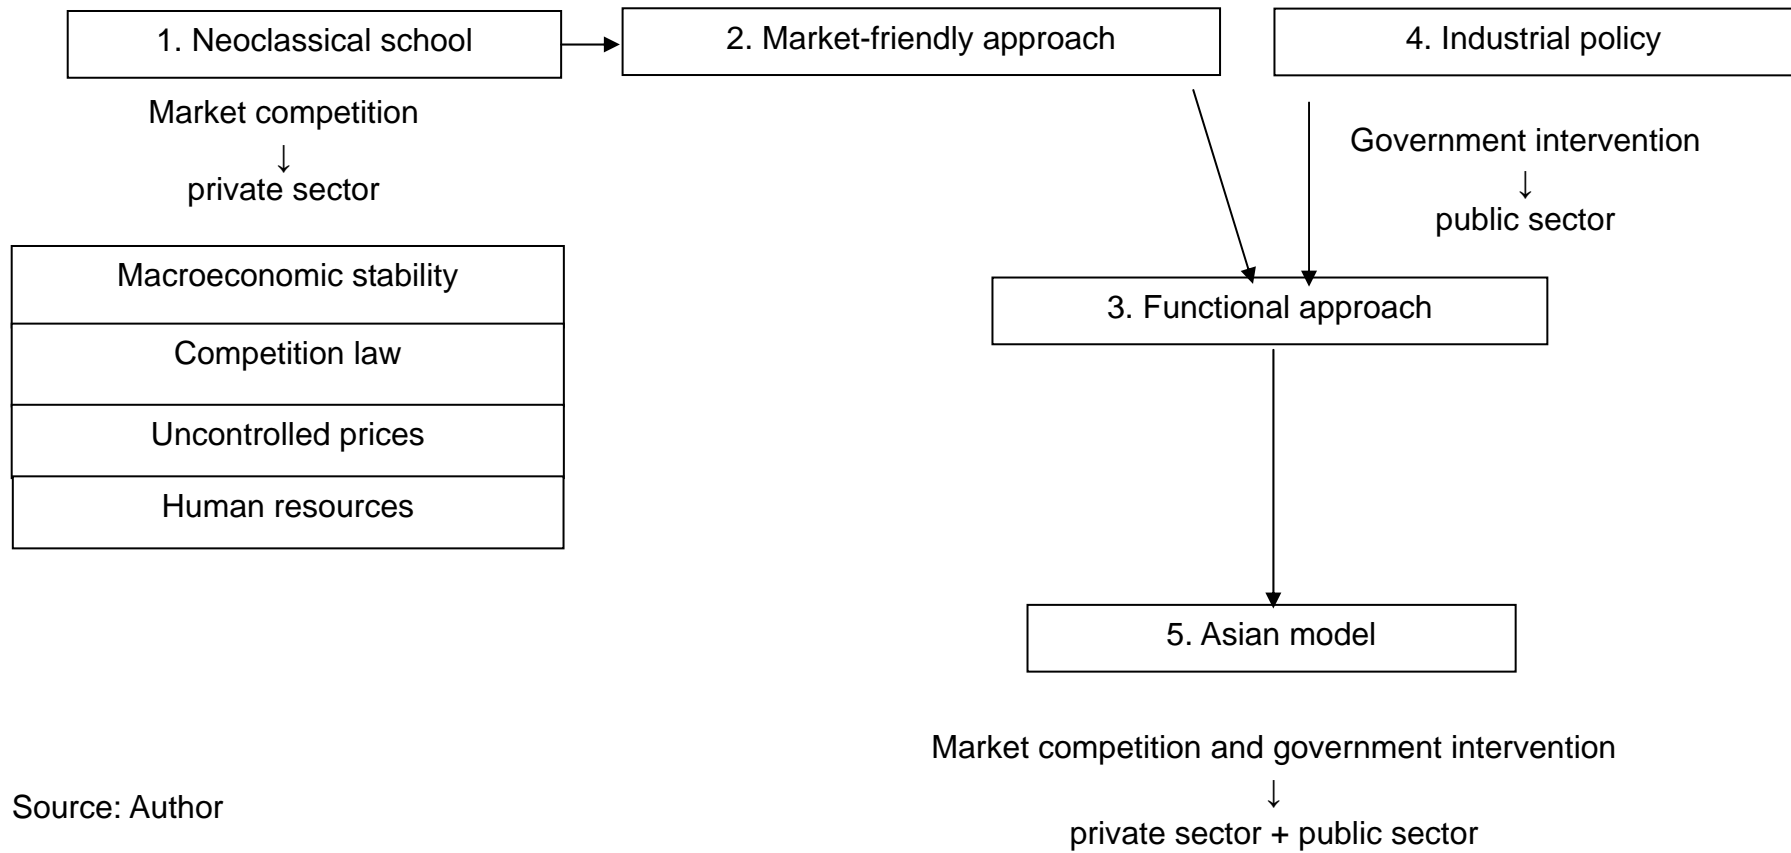 1. Neoclassical school
2. Market-friendly approach
4. Industrial policy
Market competition
↓
private sector
Government intervention
↓
public sector
Macroeconomic stability
Competition law
Uncontrolled prices
Human resources
3. Functional approach
5. Asian model
Market competition and government intervention
↓
private sector + public sector
Source: Author